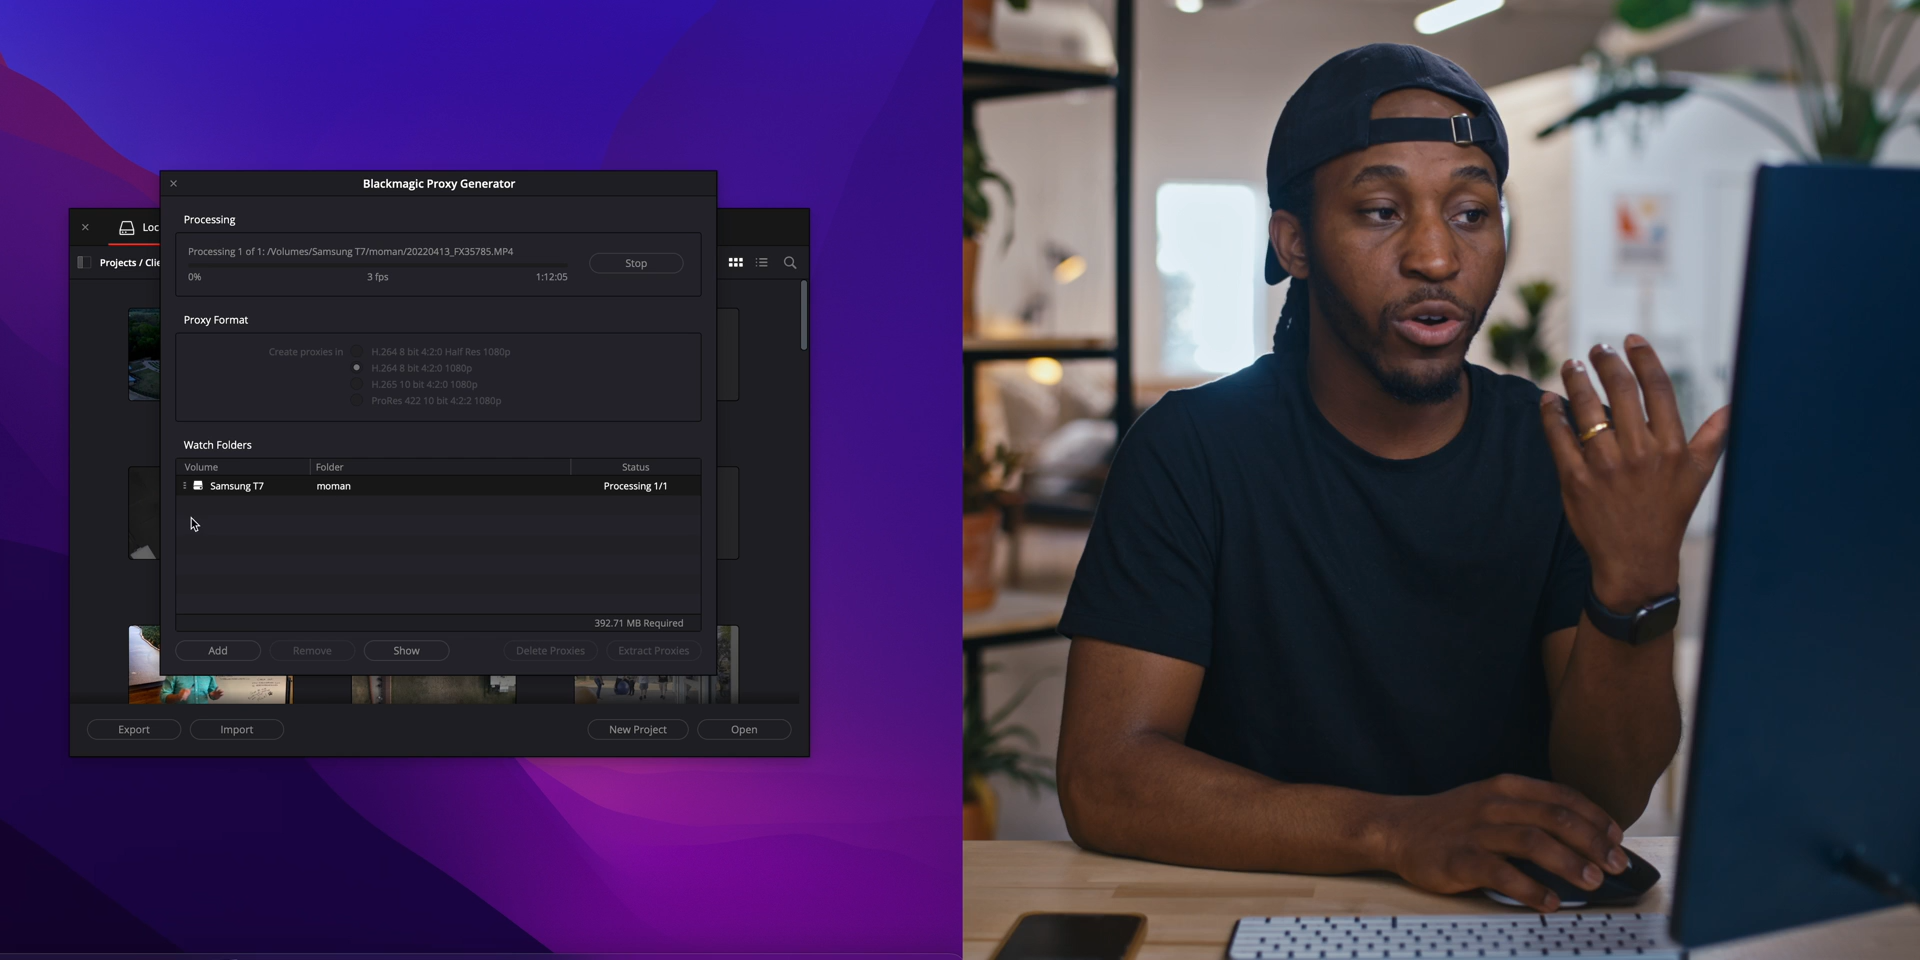 Blackmagic Proxy Generator
Loc
Projects / Clie
Processing
Processing 1 of 1: /Volumes/Samsung T7/moman/20220413_FX35785.MP4
Stop
0%
3 fps
1:12:05
Proxy Format
Create proxies in
H.264 8 bit 4:2:0 Half Res 1080p
H.264 8 bit 4:2:0 1080p
H.265 10 bit 4:2:0 1080p
ProRes 422 10 bit 4:2:2 1080p
Watch Folders
Volume Folder Status
Samsung T7 moman Processing 1/1
392.71 MB Required
Add Remove Show Delete Proxies Extract Proxies
Export Import New Project Open